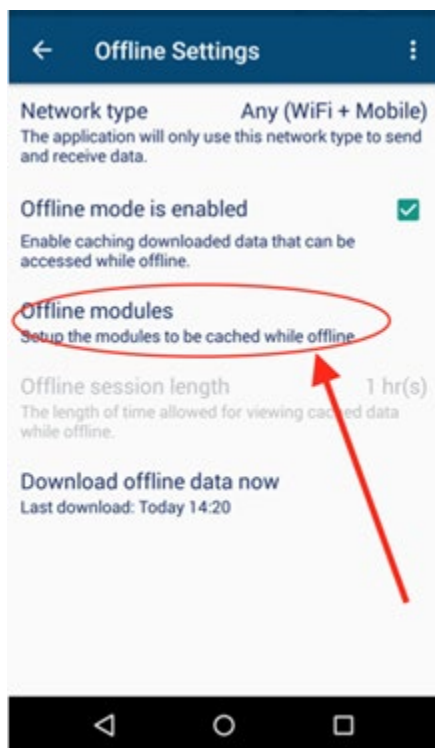 Offline Settings
Network type Any (WiFi + Mobile)
The application will only use this network type to send
and receive data.
Offline mode is enabled
Enable caching downloaded data that can be
accessed while offline.
Offline modules
Setup the modules to be cached while offline
Offline session length 1 hr(s)
The length of time allowed for viewing cached data
while offline.
Download offline data now
Last download: Today 14:20